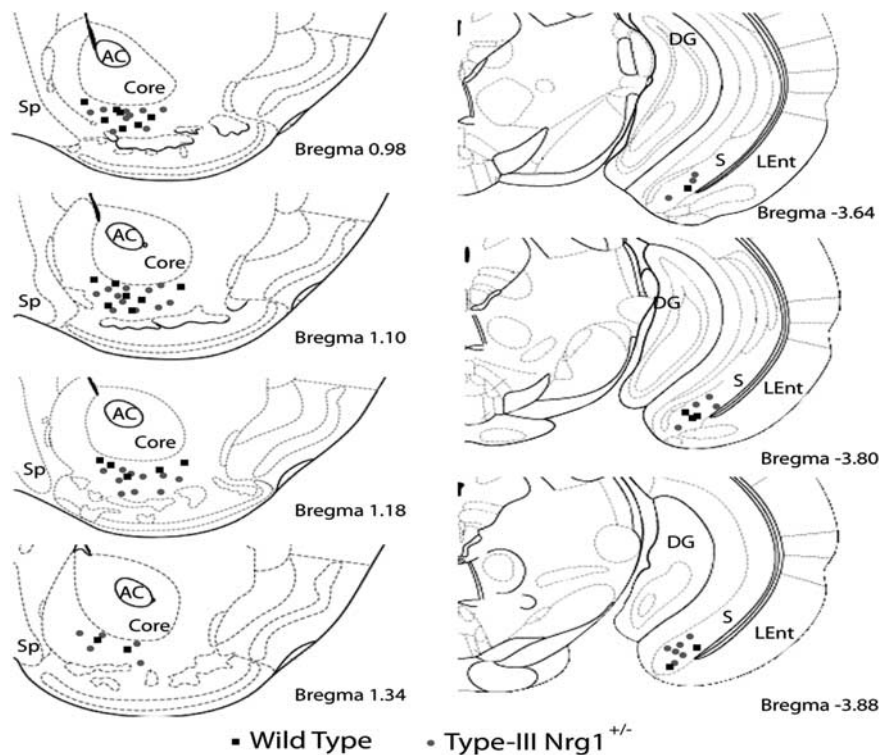 AC
Core
Sp
Bregma 0.98
AC
Core
Sp
Bregma 1.10
AC
Core
Sp
Bregma 1.18
AC
Core
Sp
Bregma 1.34
DG
S
LEnt
Bregma -3.64
DG
S
LEnt
Bregma -3.80
DG
S
LEnt
Bregma -3.88
Wild Type
Type-III Nrg1+/-